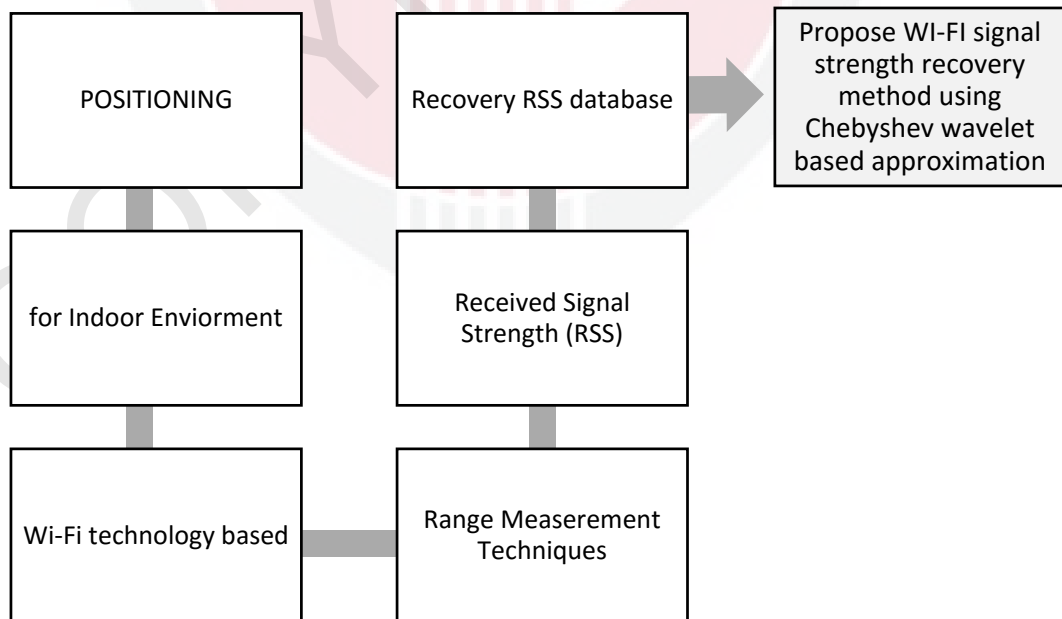 POSITIONING
for Indoor Enviorment
Wi-Fi technology based
Range Measerement
Techniques
Received Signal
Strength (RSS)
Recovery RSS database
Propose WI-FI signal
strength recovery
method using
Chebyshev wavelet
based approximation